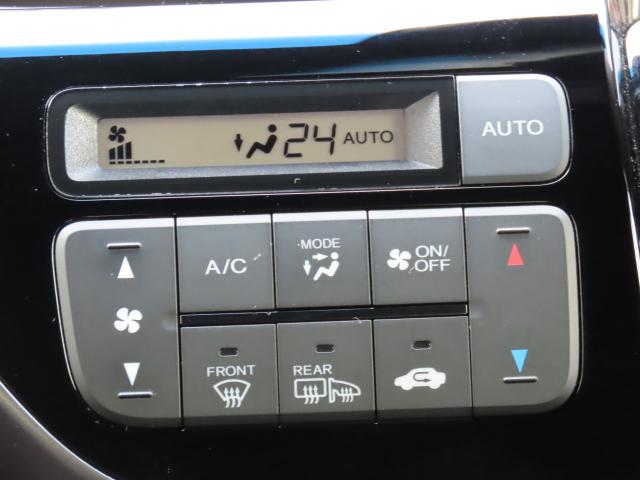 24 AUTO
AUTO
A/C
MODE
ON/
OFF
FRONT
REAR